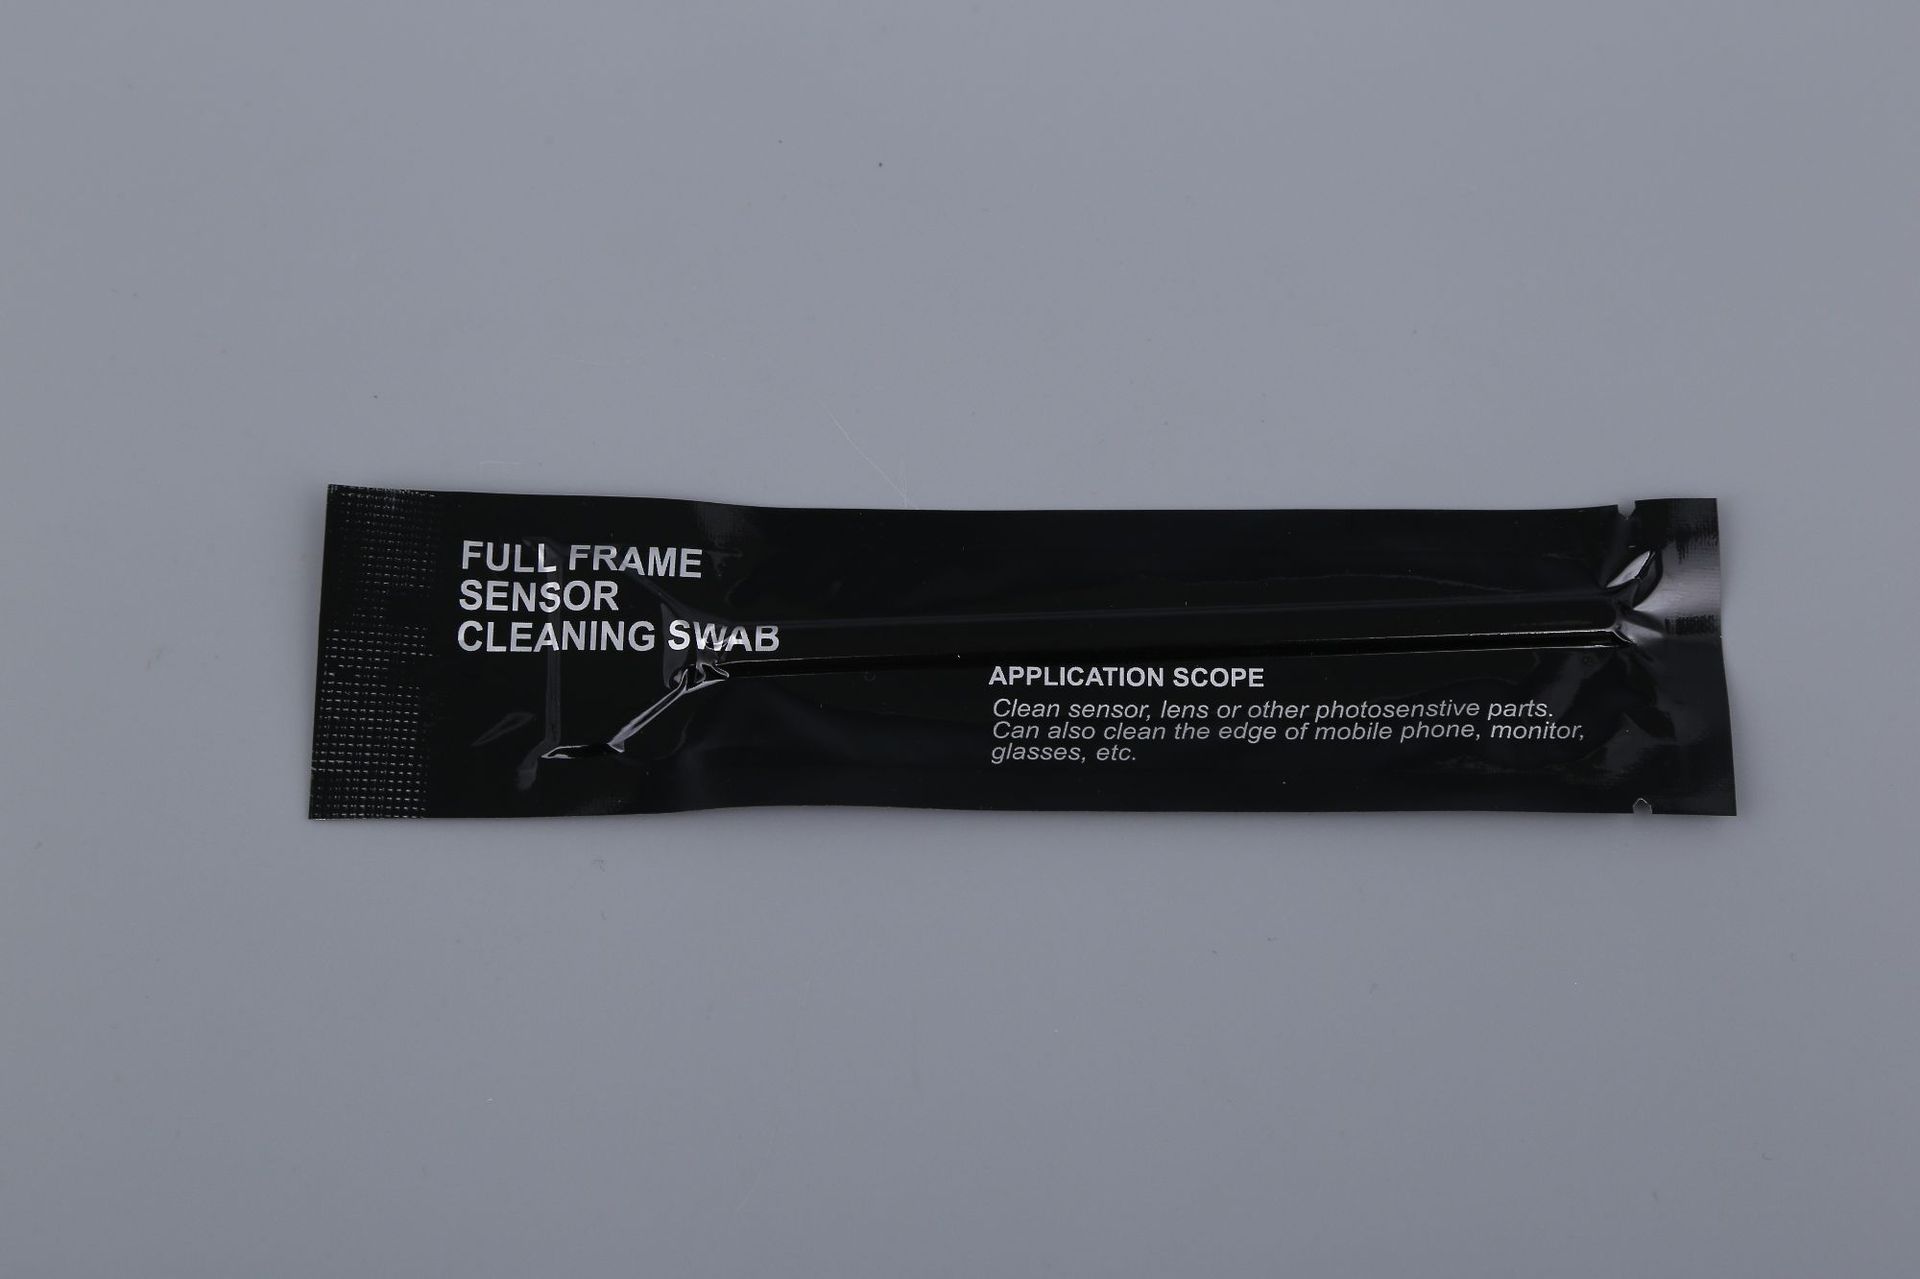 FULL FRAME
SENSOR
CLEANING SWAB
APPLICATION SCOPE
Clean sensor, lens or other photosenstive parts.
Can also clean the edge of mobile phone, monitor,
glasses, etc.